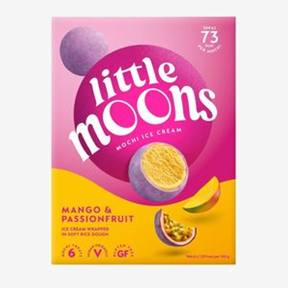 73
little
moons
MOCHI ICE CREAM
MANGO &
PASSIONFRUIT
ICE CREAM WRAPPED
IN SOFT RICE DOUGH
6
V
GF